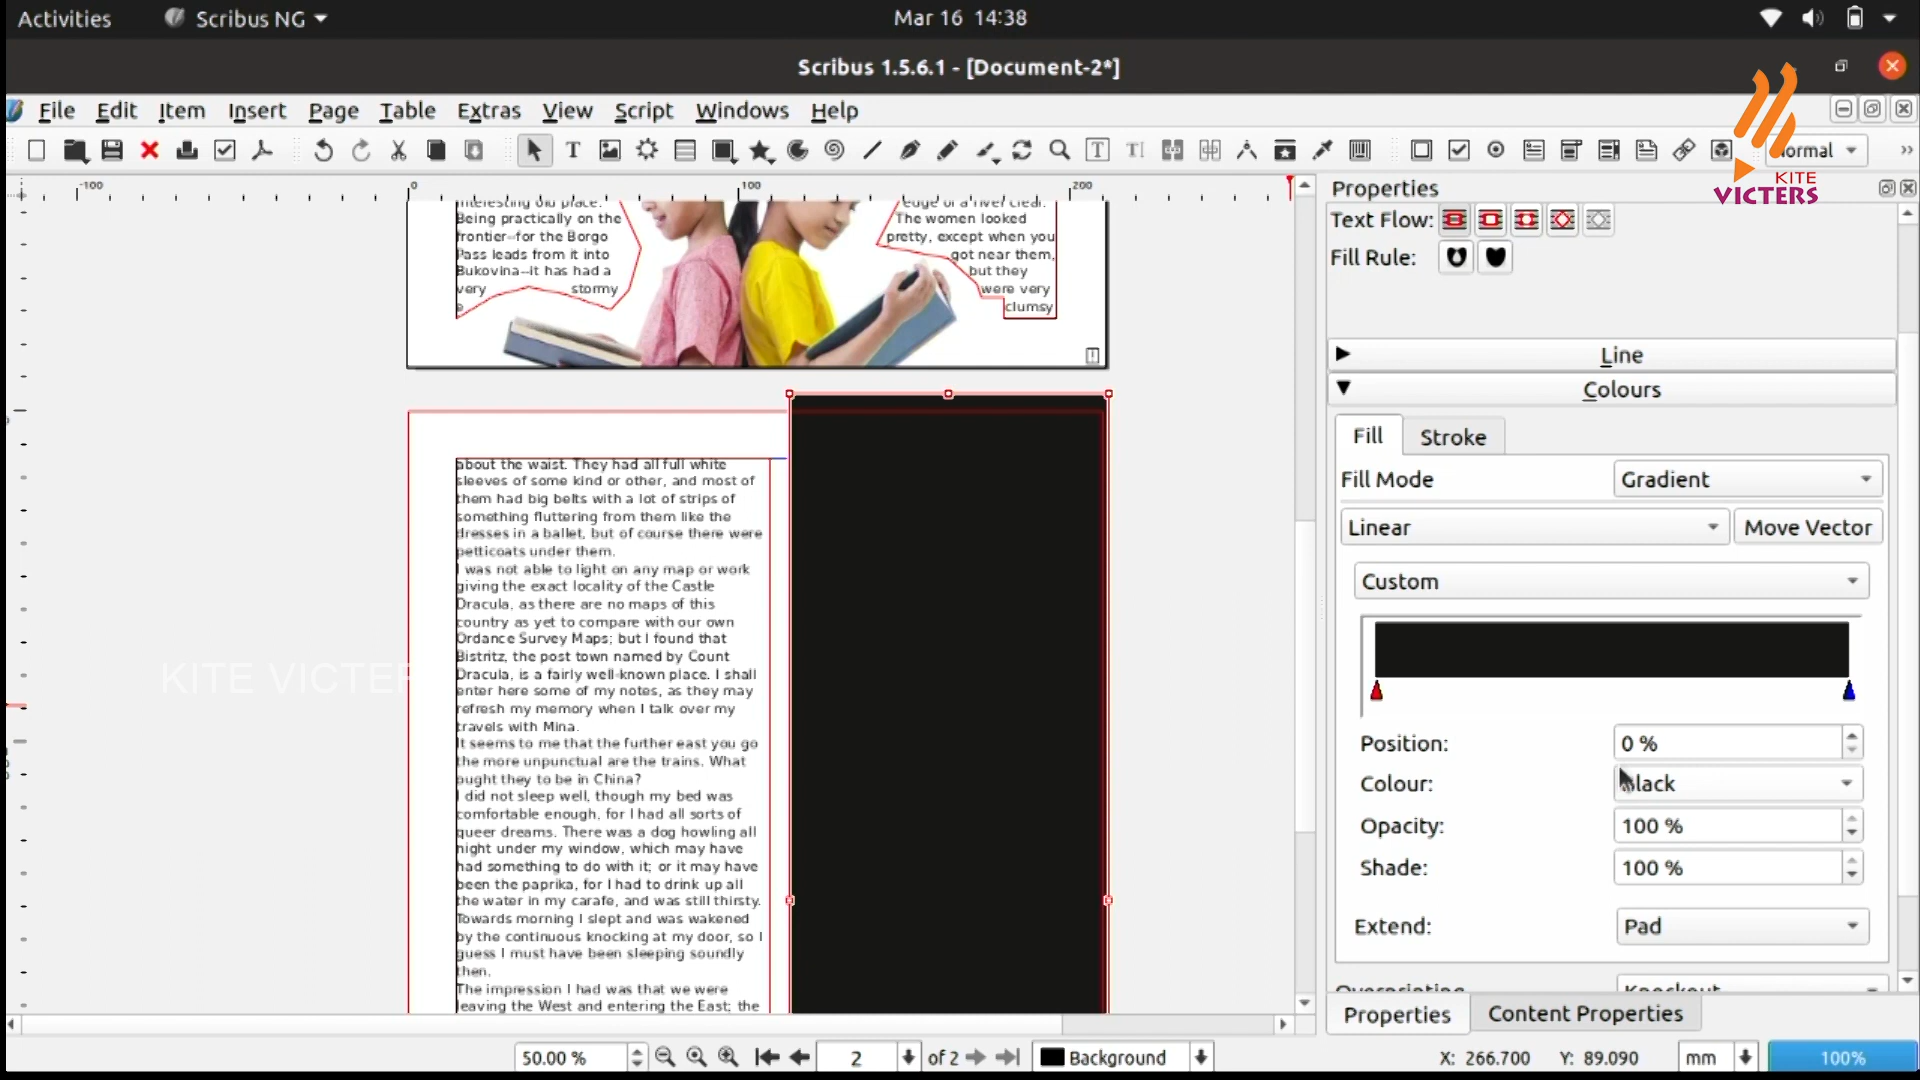 Activities
Scribus NG
Mar 16 14:38
Scribus 1.5.6.1 - [Document-2*]
File Edit Item Insert Page Table Extras View Script Windows Help
KITE
VICTERS
-100
0
100
200
interesting old place.
Being practically on the
frontier--for the Borgo
Pass leads from it into
Bukovina--it has had a
very stormy
e
edge of a river clear.
The women looked
pretty, except when you
got near them,
but they
were very
clumsy
about the waist. They had all full white
sleeves of some kind or other, and most of
them had big belts with a lot of strips of
something fluttering from them like the
dresses in a ballet, but of course there were
petticoats under them.
I was not able to light on any map or work
giving the exact locality of the Castle
Dracula, as there are no maps of this
country as yet to compare with our own
Ordance Survey Maps; but I found that
Bistritz, the post town named by Count
Dracula, is a fairly well-known place. I shall
enter here some of my notes, as they may
refresh my memory when I talk over my
travels with Mina.
It seems to me that the further east you go
the more unpunctual are the trains. What
ought they to be in China?
I did not sleep well, though my bed was
comfortable enough, for I had all sorts of
queer dreams. There was a dog howling all
night under my window, which may have
had something to do with it; or it may have
been the paprika, for I had to drink up all
the water in my carafe, and was still thirsty.
Towards morning I slept and was wakened
by the continuous knocking at my door, so I
guess I must have been sleeping soundly
then.
The impression I had was that we were
leaving the West and entering the East; the
KITE VICTER
Properties
Text Flow:
Fill Rule:
Line
Colours
Fill Stroke
Fill Mode Gradient
Linear Move Vector
Custom
Position: 0 %
Colour: lack
Opacity: 100 %
Shade: 100 %
Extend: Pad
Overprinting Knockout
Properties Content Properties
50.00 %
2 of 2
Background
X: 266.700 Y: 89.090 mm
100%